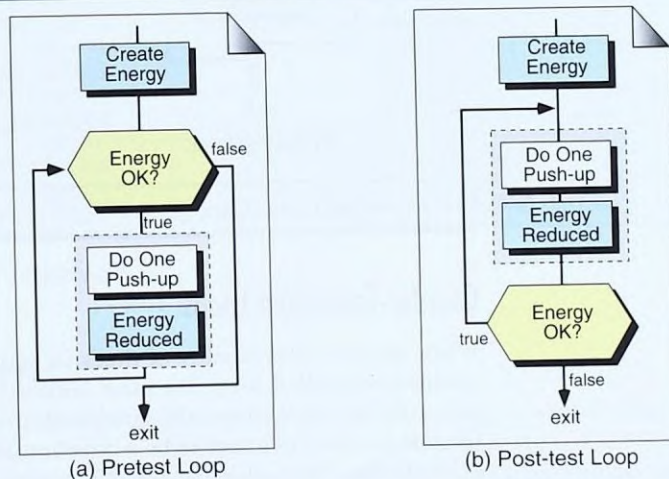 Create
Energy
Energy
OK?
false
true
Do One
Push-up
Energy
Reduced
exit
(a) Pretest Loop
Create
Energy
Do One
Push-up
Energy
Reduced
Energy
OK?
true
false
exit
(b) Post-test Loop